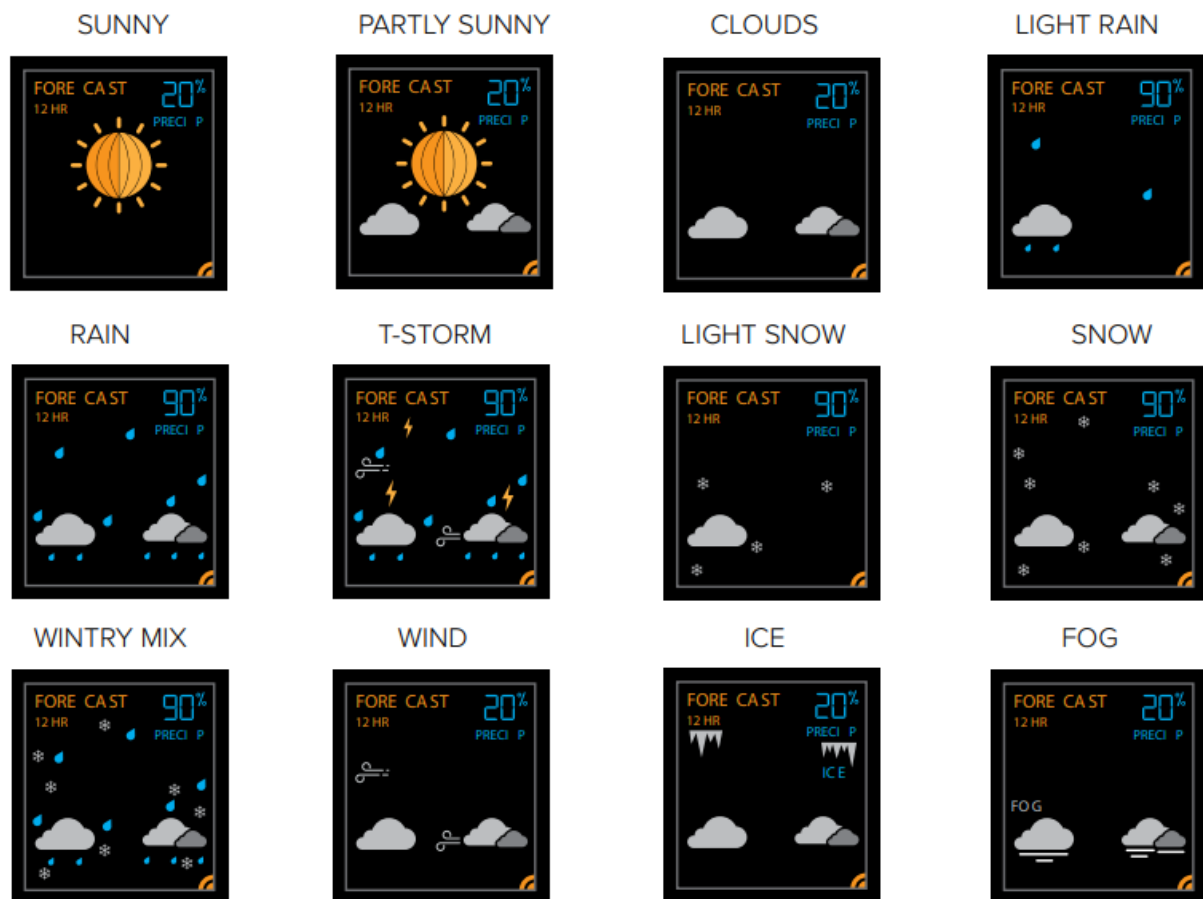 SUNNY PARTLY SUNNY CLOUDS LIGHT RAIN
FORE CAST 20%
12 HR
PRECI P
FORE CAST 20%
12 HR
PRECI P
FORE CAST 20%
12 HR
PRECI P
FORE CAST 90%
12 HR
PRECI P
RAIN T-STORM LIGHT SNOW SNOW
FORE CAST 90%
12 HR
PRECI P
FORE CAST 90%
12 HR
PRECI P
FORE CAST 90%
12 HR
PRECI P
FORE CAST 90%
12 HR
PRECI P
WINTRY MIX WIND ICE FOG
FORE CAST 90%
12 HR
PRECI P
FORE CAST 20%
12 HR
PRECI P
FORE CAST 20%
12 HR
PRECI P
ICE
FORE CAST 20%
12 HR
PRECI P
FOG